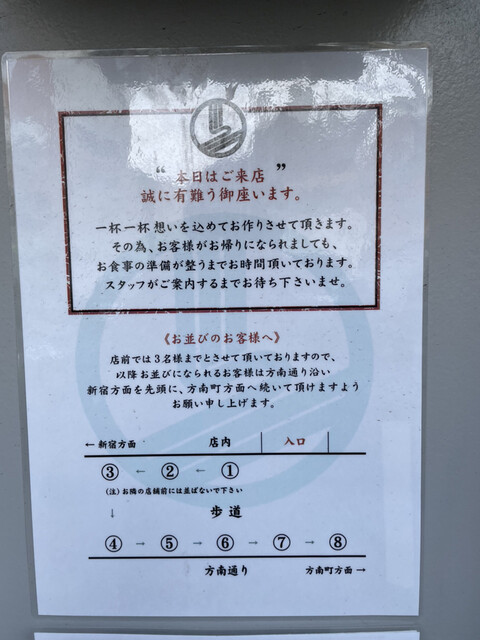 “ 本日はご来店 ”
誠に有難う御座います。
一杯一杯 想いを込めてお作りさせて頂きます。
その為、お客様がお帰りになられましても、
お食事の準備が整うまでお時間頂いております。
スタッフがご案内するまでお待ち下さいませ。
《お並びのお客様へ》
店前では3名様までとさせて頂いておりますので、
以降お並びになられるお客様は方南通り沿い
新宿方面を先頭に、方南町方面へ続いて頂けますよう
お願い申し上げます。
← 新宿方面 店内 入口
③ ← ② ← ①
(注) お隣の店舗前には並ばないで下さい
↓ 歩道
④ → ⑤ → ⑥ → ⑦ → ⑧
方南通り 方南町方面 →